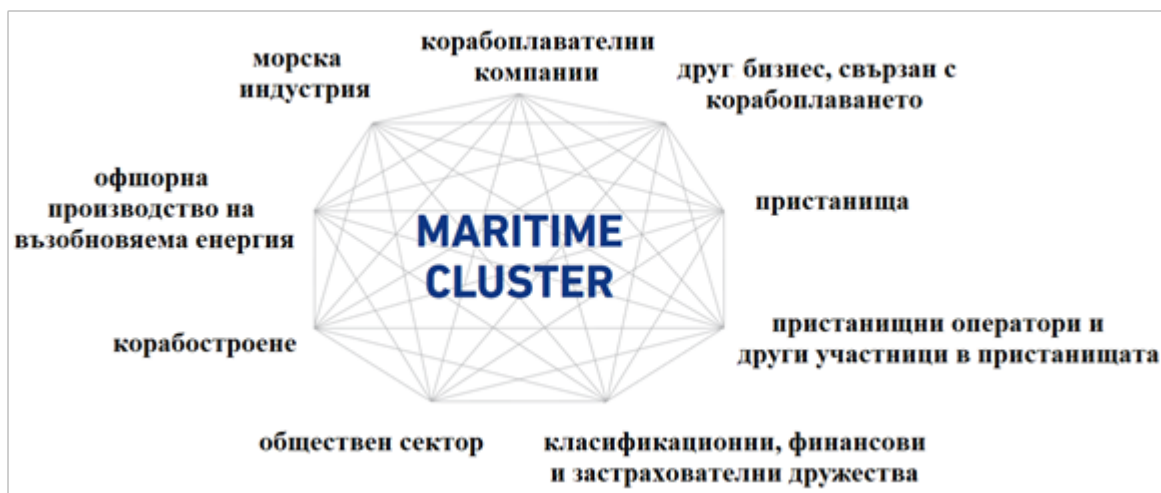 корабоплавателни
компании
морска
индустрия
друг бизнес, свързан с
корабоплаването
офшорна
производство на
възобновяема енергия
пристанища
MARITIME
CLUSTER
корабостроене
пристанищни оператори и
други участници в пристанищата
обществен сектор
класификационни, финансови
и застрахователни дружества